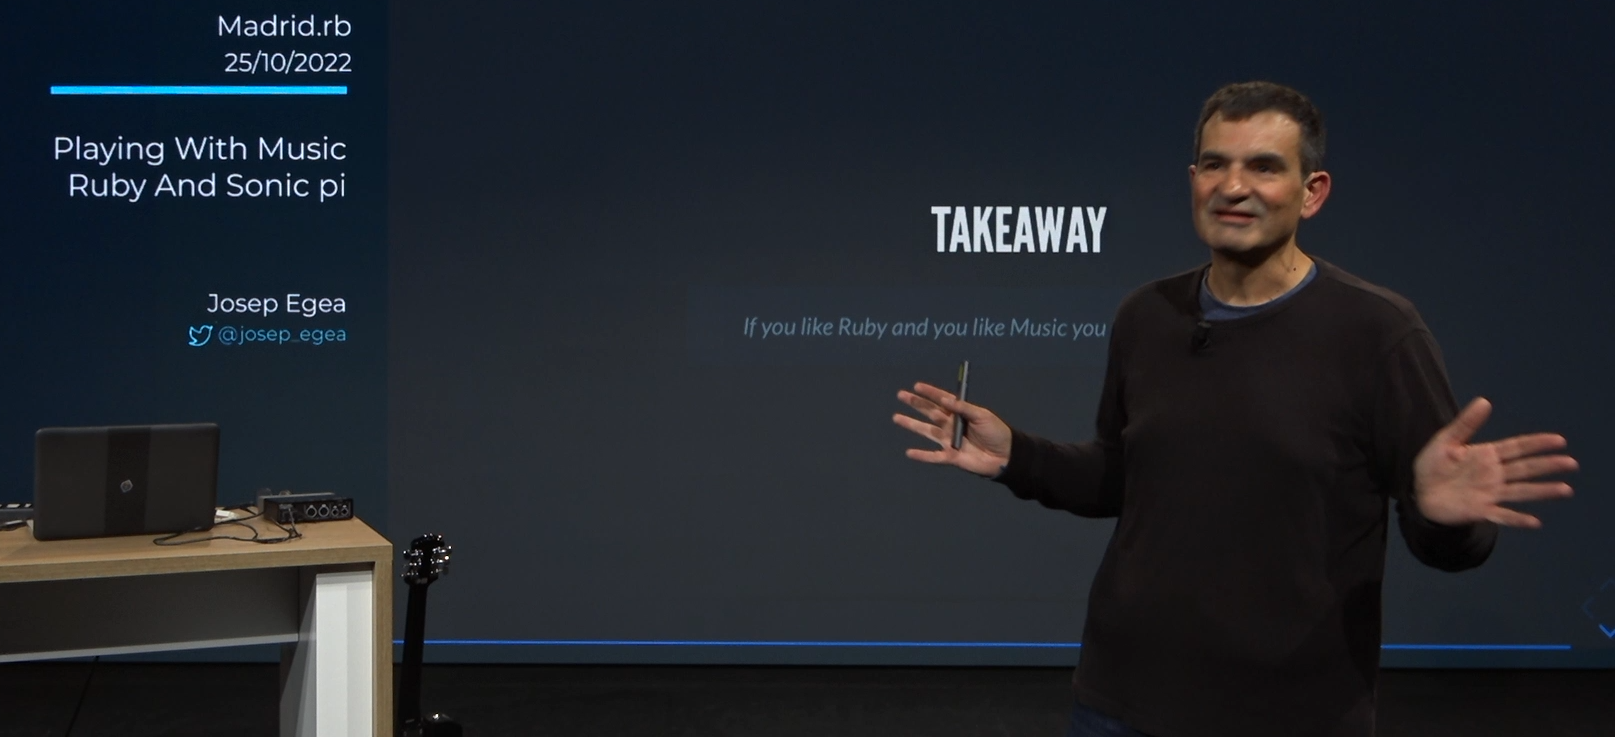 Madrid.rb
25/10/2022
Playing With Music
Ruby And Sonic pi
Josep Egea
@josep_egea
TAKEAWAY
If you like Ruby and you like Music you